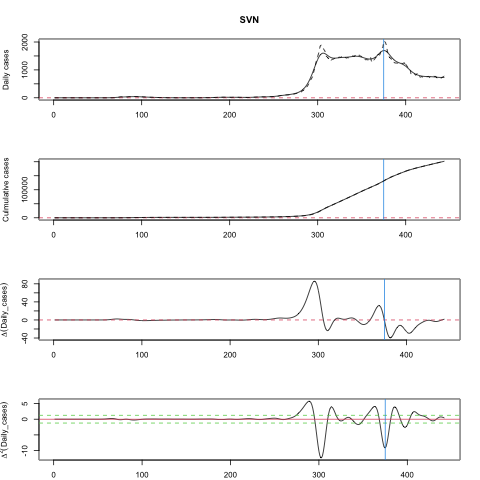 SVN
Daily cases
0 1000 2000
0 100 200 300 400
Culmulative cases
0 100000
0 100 200 300 400
Δ(Daily_cases)
-40 0 40 80
0 100 200 300 400
Δ²(Daily_cases)
-10 0 5
0 100 200 300 400